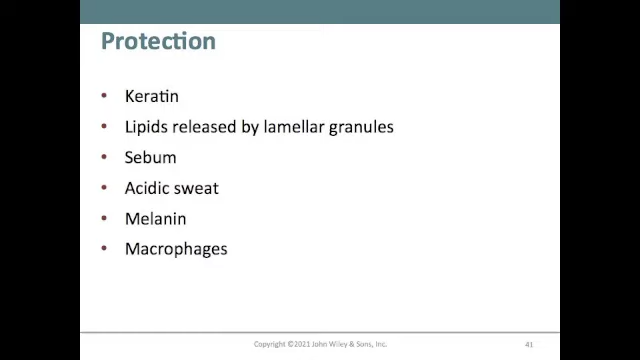 Protection
• Keratin
• Lipids released by lamellar granules
• Sebum
• Acidic sweat
• Melanin
• Macrophages
Copyright ©2021 John Wiley & Sons, Inc.
41